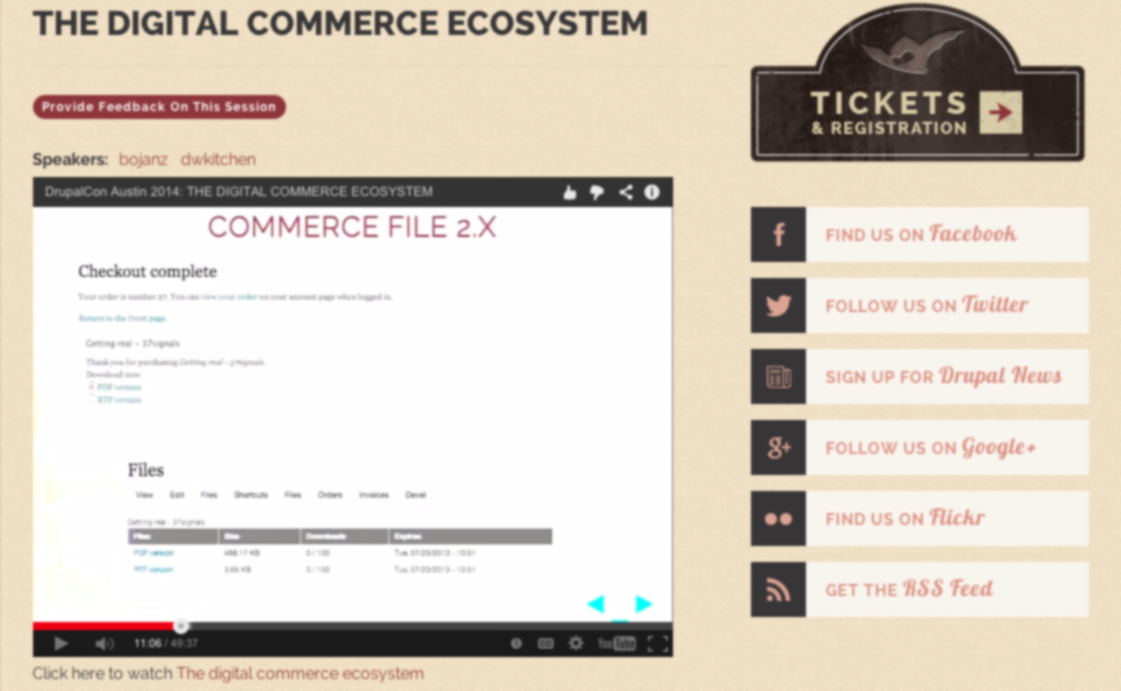 THE DIGITAL COMMERCE ECOSYSTEM
Provide Feedback On This Session
Speakers: bojanz dwkitchen
DrupalCon Austin 2014: THE DIGITAL COMMERCE ECOSYSTEM
COMMERCE FILE 2.X
Checkout complete
Your order is number 27. You can view your order on your account page when logged in.
Return to the front page.
Getting real - 37signals
Thank you for purchasing Getting real - 37signals.
Download now:
PDF version
RTF version
Files
View Edit Files Shortcuts Files Orders Invoices Devel
Getting real - 37signals
Files Size Downloads Expires
PDF version 488.17 KB 0 / 100 Tue, 07/23/2013 - 10:51
RTF version 3.65 KB 0 / 100 Tue, 07/23/2013 - 10:51
11:06 / 49:37
CC
YouTube
Click here to watch The digital commerce ecosystem
TICKETS
& REGISTRATION
f FIND US ON Facebook
FOLLOW US ON Twitter
SIGN UP FOR Drupal News
g+ FOLLOW US ON Google+
FIND US ON Flickr
GET THE RSS Feed